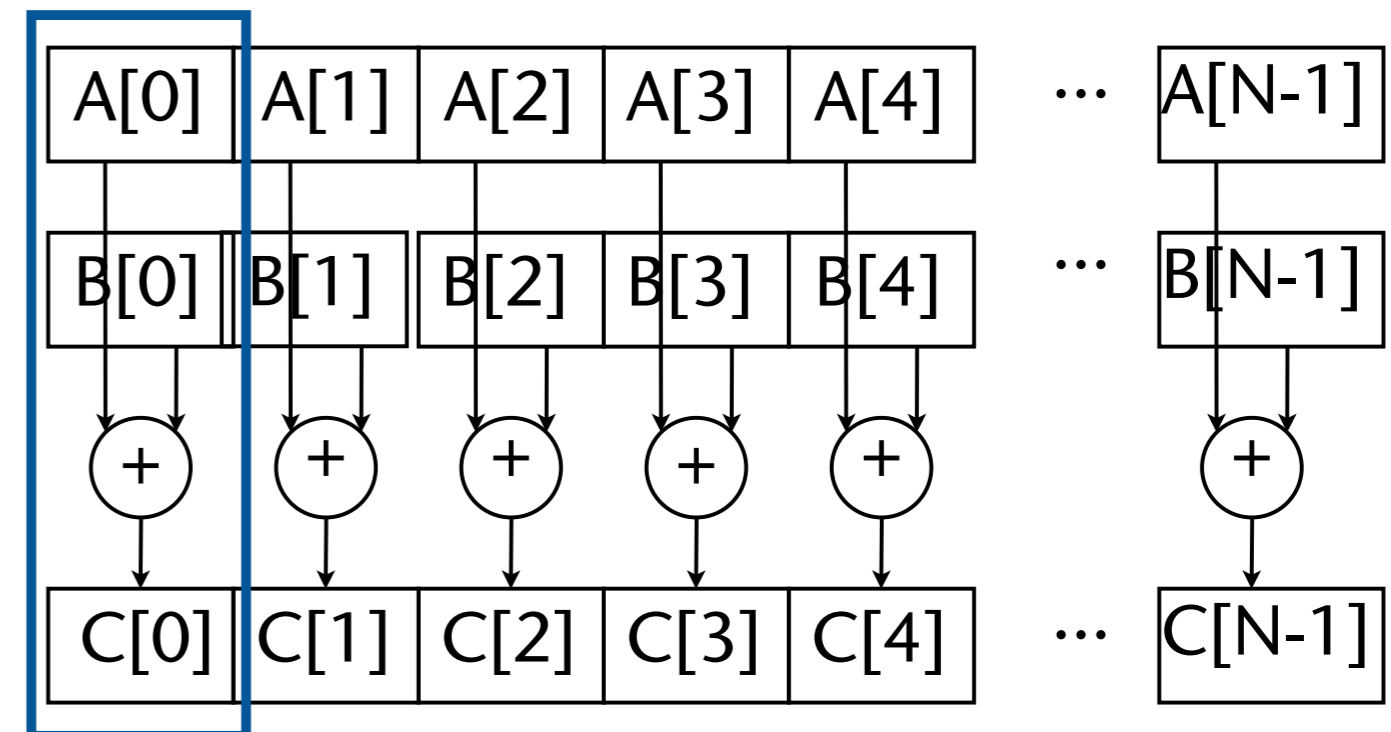 A[0] A[1] A[2] A[3] A[4] ... A[N-1]
B[0] B[1] B[2] B[3] B[4] ... B[N-1]
+ + + + + +
C[0] C[1] C[2] C[3] C[4] ... C[N-1]